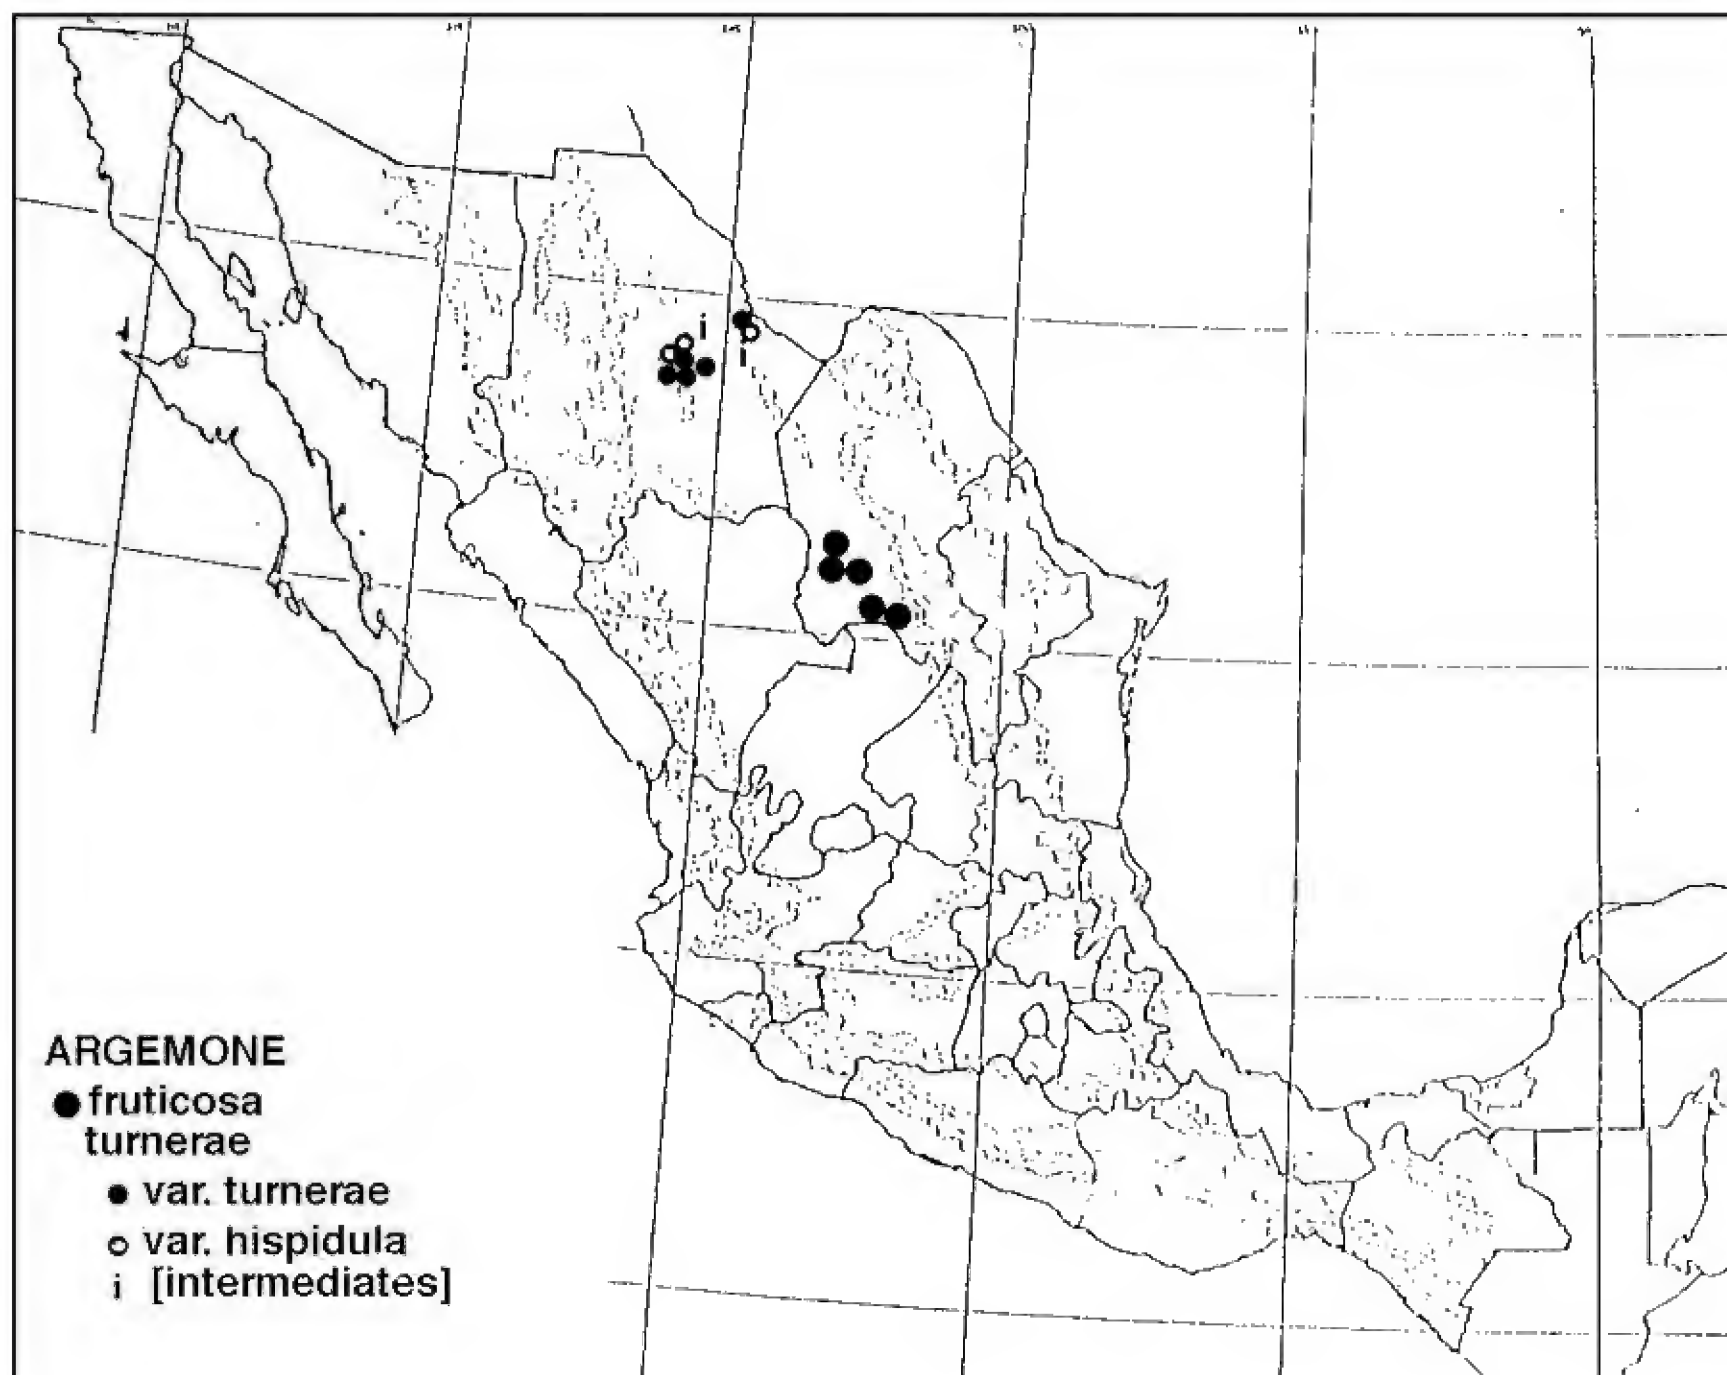 i
i
ARGEMONE
fruticosa
turnerae
var. turnerae
var. hispidula
i [intermediates]